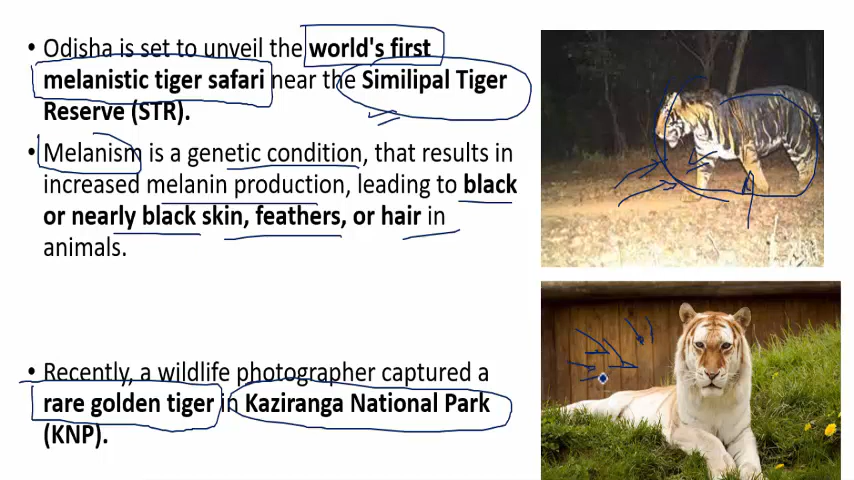 • Odisha is set to unveil the world's first
melanistic tiger safari near the Similipal Tiger
Reserve (STR).
• Melanism is a genetic condition, that results in
increased melanin production, leading to black
or nearly black skin, feathers, or hair in
animals.
• Recently, a wildlife photographer captured a
rare golden tiger in Kaziranga National Park
(KNP).